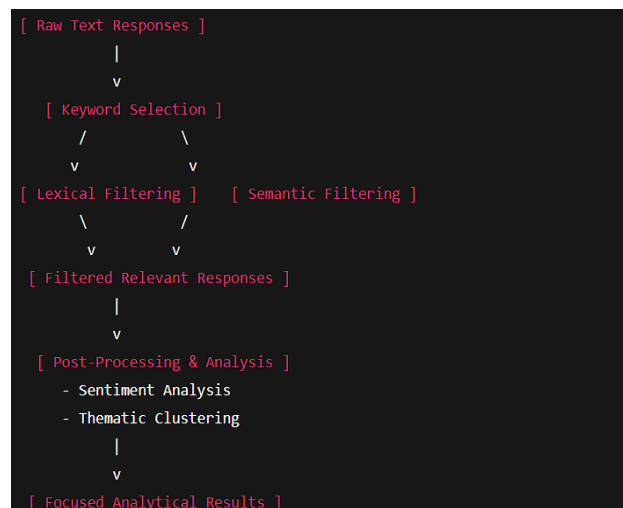 [ Raw Text Responses ]
|
v
[ Keyword Selection ]
/ \
v v
[ Lexical Filtering ] [ Semantic Filtering ]
\ /
v v
[ Filtered Relevant Responses ]
|
v
[ Post-Processing & Analysis ]
- Sentiment Analysis
- Thematic Clustering
|
v
[ Focused Analytical Results ]